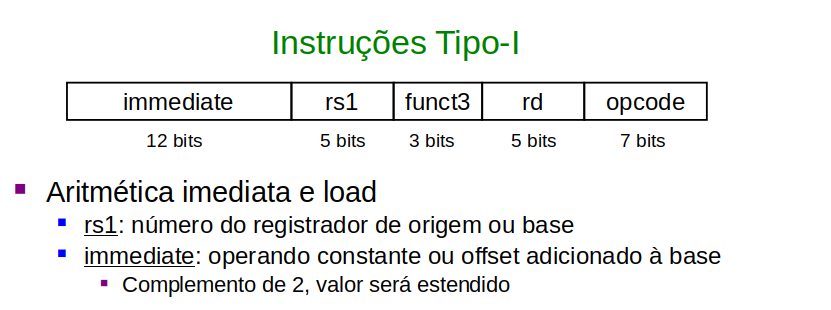 Instruções Tipo-I
immediate rs1 funct3 rd opcode
12 bits 5 bits 3 bits 5 bits 7 bits
Aritmética imediata e load
rs1: número do registrador de origem ou base
immediate: operando constante ou offset adicionado à base
Complemento de 2, valor será estendido